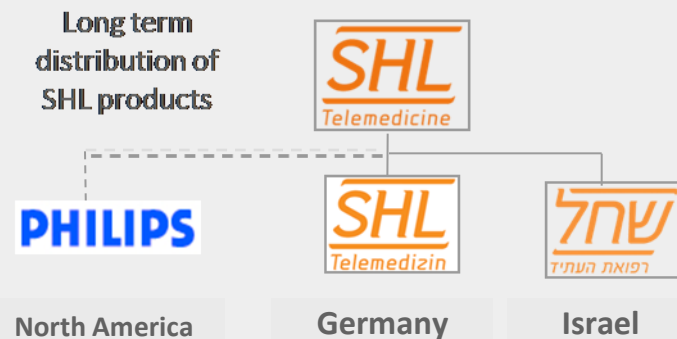 Long term
distribution of
SHL products
SHL
Telemedicine
PHILIPS
SHL
Telemedizin
שחל
רפואת העתיד
North America
Germany
Israel